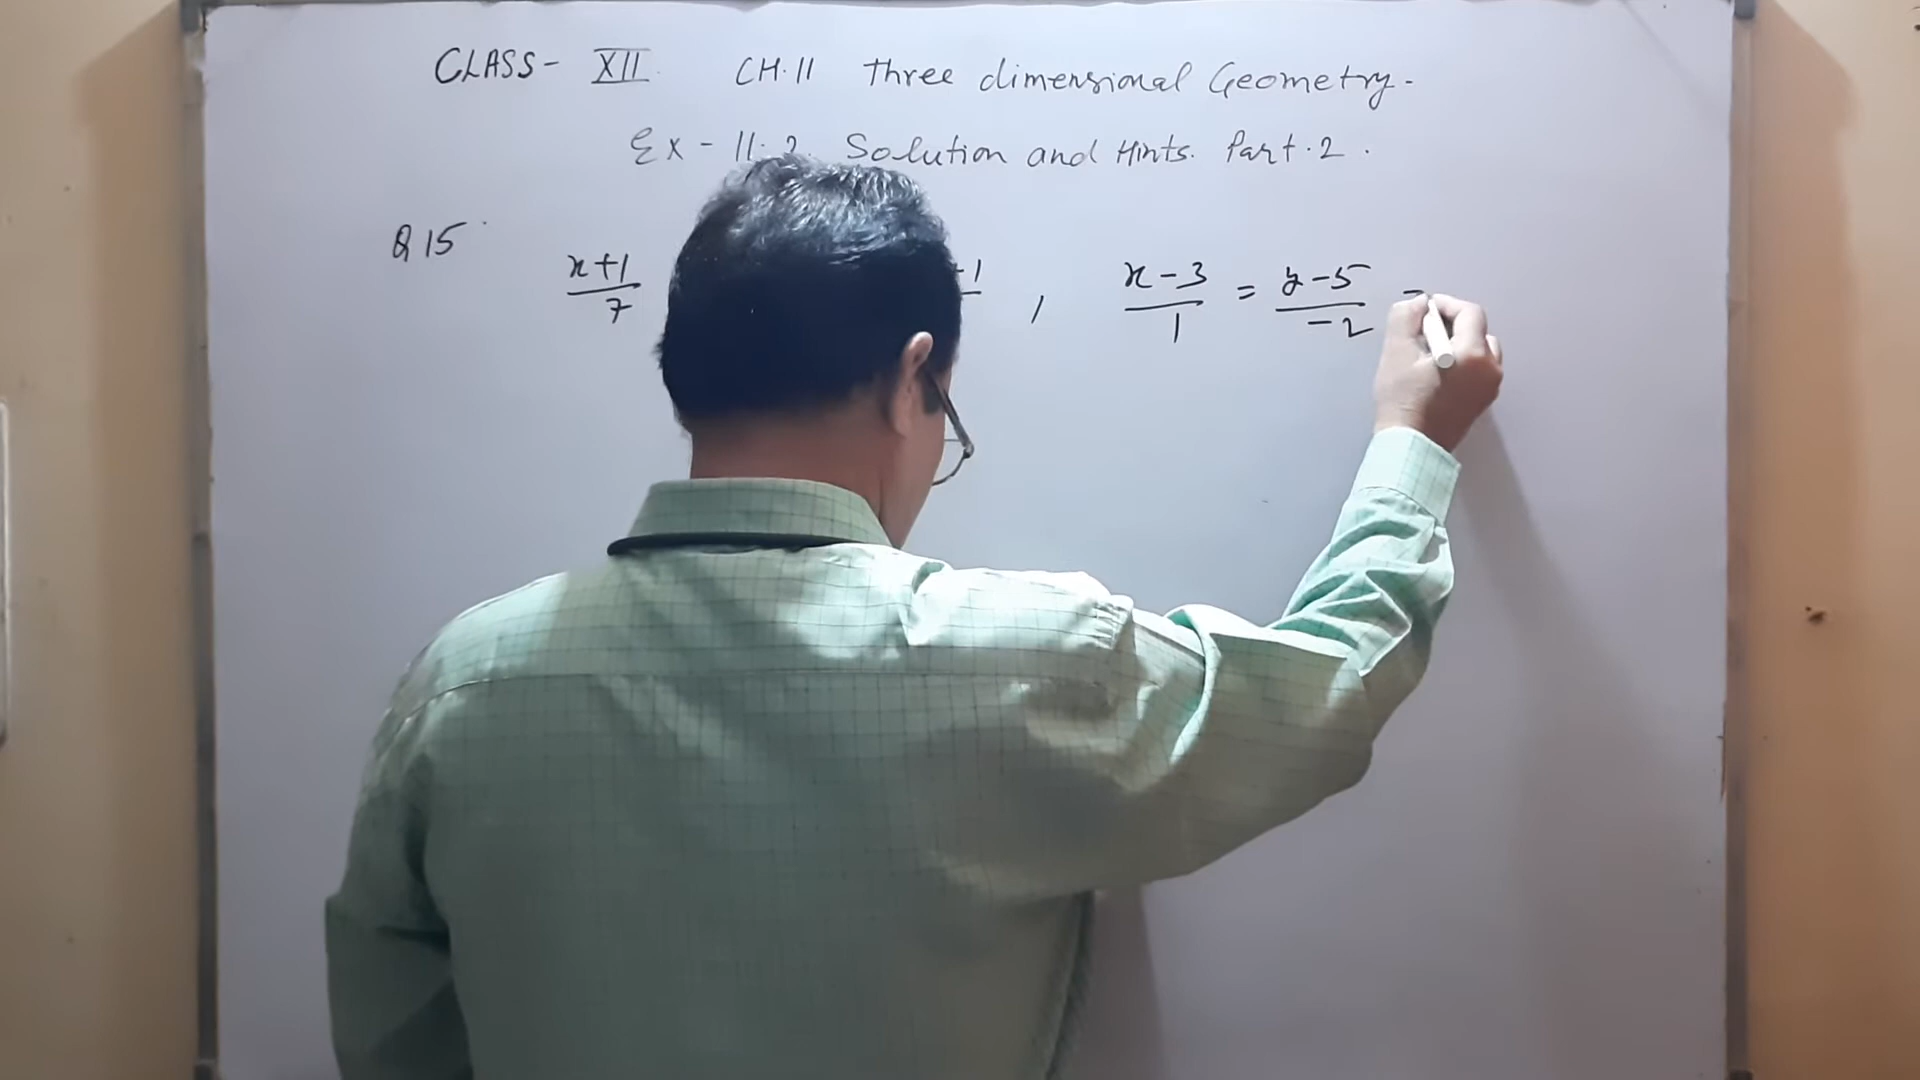 CLASS- XII. CH.11 Three dimensional Geometry.
Ex - 11.2. Solution and Hints. Part.2.
Q15
x+1/7 -1 , x-3/1 = y-5/-2 =